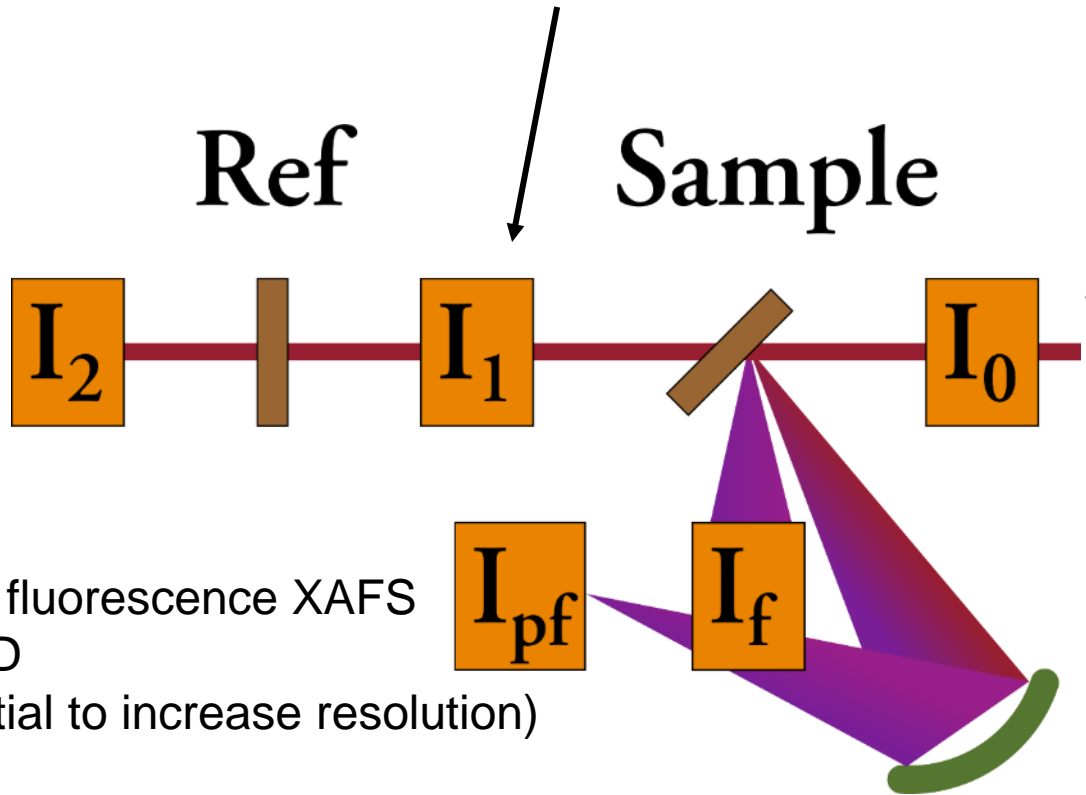 Ref Sample
I2 I1 I0
Ipf If
fluorescence XAFS
D
tial to increase resolution)